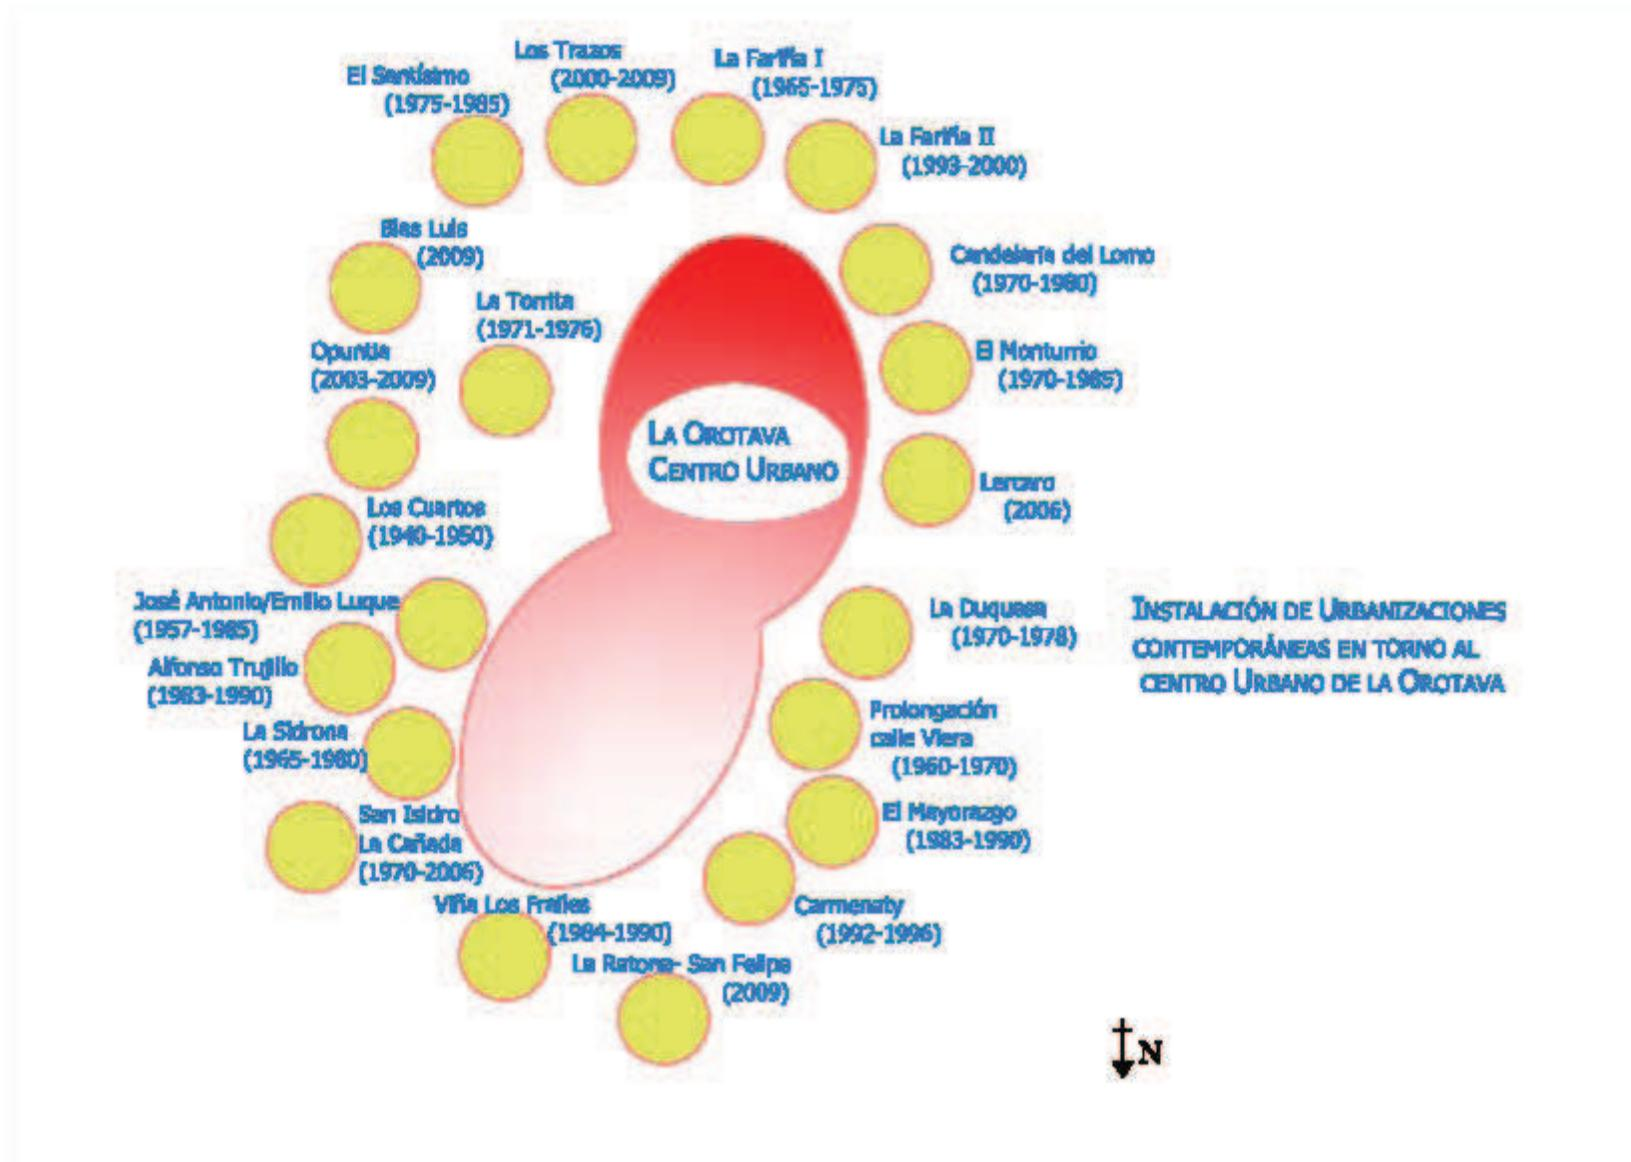 Los Trazos
(2000-2009)
La Fariña I
(1965-1975)
El Santísimo
(1975-1985)
La Fariña II
(1993-2000)
Blas Luis
(2009)
Candelaria del Lomo
(1970-1980)
La Torrita
(1971-1976)
Opuntia
(2003-2009)
El Monturrio
(1970-1985)
LA OROTAVA
CENTRO URBANO
Lercaro
(2006)
Los Cuartos
(1940-1950)
José Antonio/Emilio Luque
(1957-1985)
La Duquesa
(1970-1978)
INSTALACIÓN DE URBANIZACIONES
CONTEMPORÁNEAS EN TORNO AL
CENTRO URBANO DE LA OROTAVA
Alfonso Trujillo
(1983-1990)
La Sidrona
(1965-1980)
Prolongación
calle Viera
(1960-1970)
San Isidro
La Cañada
(1970-2006)
El Mayorazgo
(1983-1990)
Viña Los Frailes
(1984-1990)
Carmenaty
(1992-1996)
La Ratona- San Felipe
(2009)
N